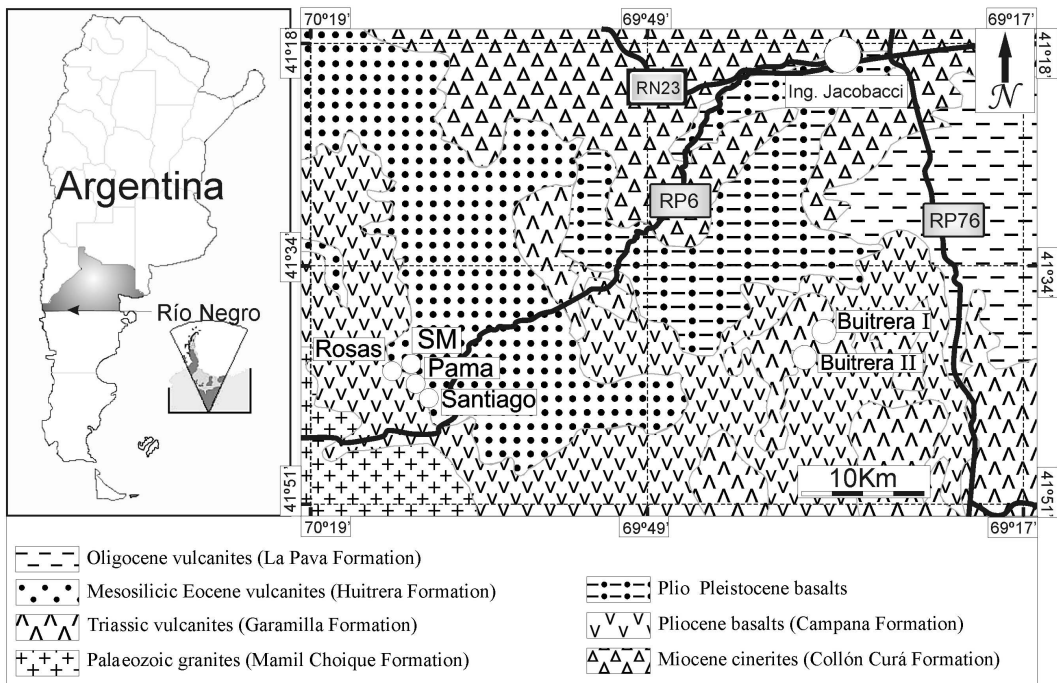 Argentina
Río Negro
70º19'
69º49'
69º17'
41º18'
41º18'
N
RN23
Ing. Jacobacci
RP6
RP76
41º34'
41º34'
Buitrera I
Buitrera II
Rosas
SM
Pama
Santiago
10Km
41º51'
41º51'
70º19'
69º49'
69º17'
Oligocene vulcanites (La Pava Formation)
Mesosilicic Eocene vulcanites (Huitrera Formation)
Triassic vulcanites (Garamilla Formation)
Palaeozoic granites (Mamil Choique Formation)
Plio Pleistocene basalts
Pliocene basalts (Campana Formation)
Miocene cinerites (Collón Curá Formation)